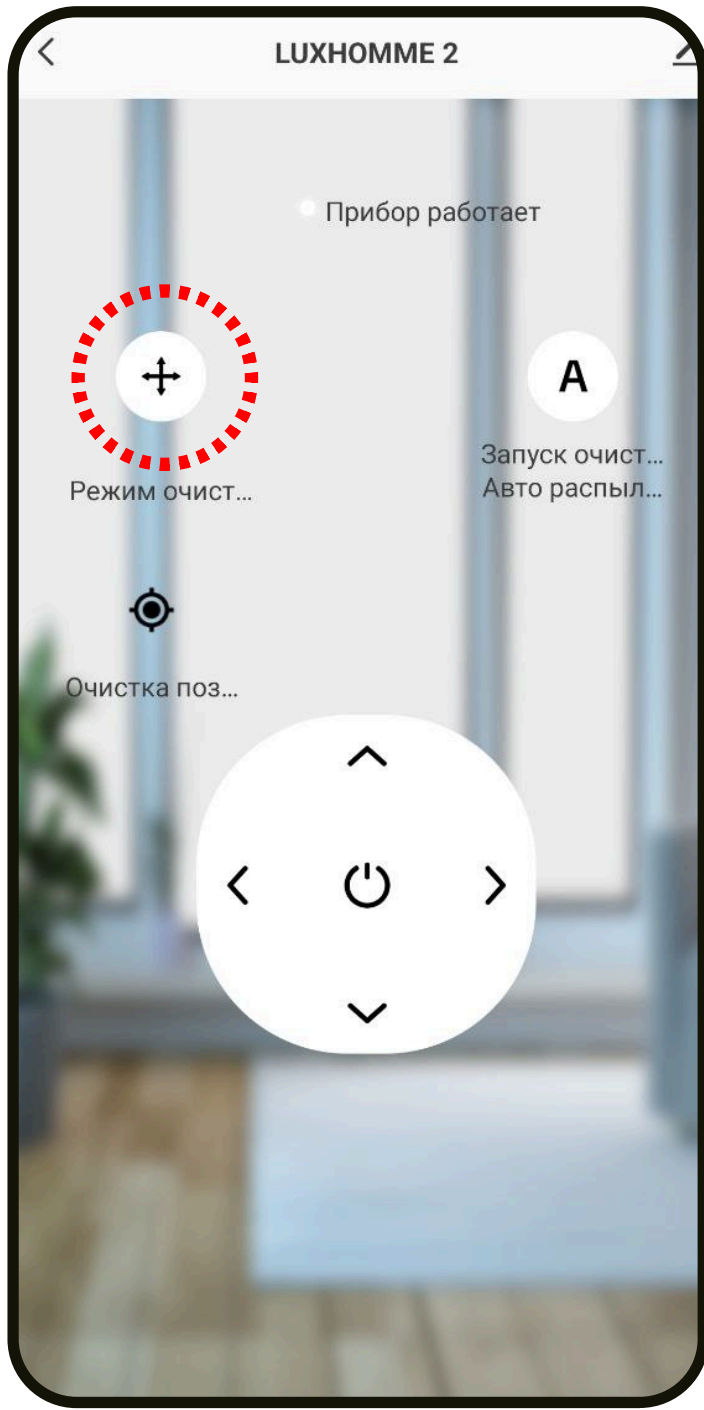 LUXHOMME 2
Прибор работает
A
Запуск очист...
Авто распыл...
Режим очист...
Очистка поз...